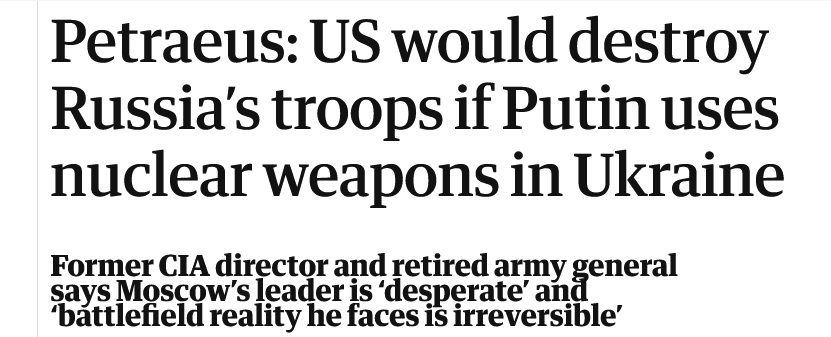 Petraeus: US would destroy
Russia’s troops if Putin uses
nuclear weapons in Ukraine
Former CIA director and retired army general
says Moscow’s leader is ‘desperate’ and
‘battlefield reality he faces is irreversible’